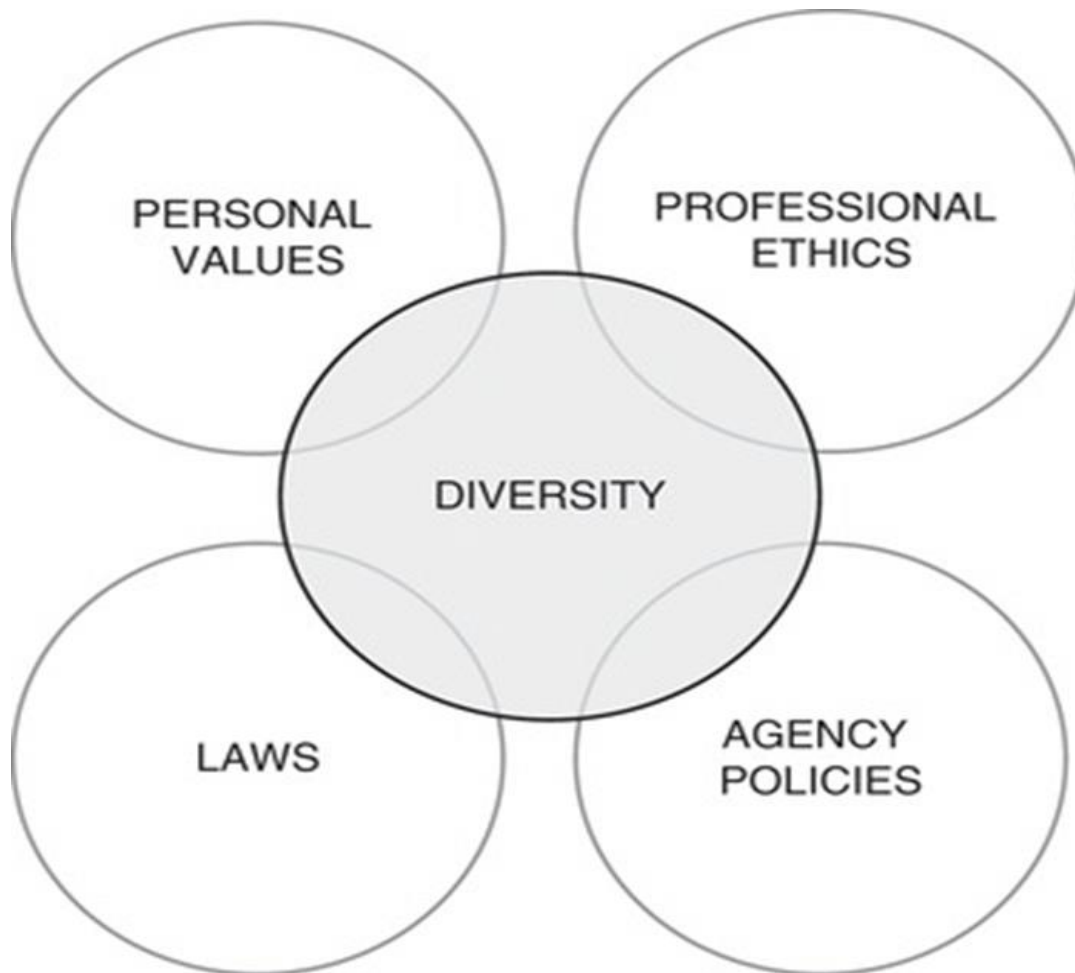 PERSONAL
VALUES
PROFESSIONAL
ETHICS
DIVERSITY
LAWS
AGENCY
POLICIES